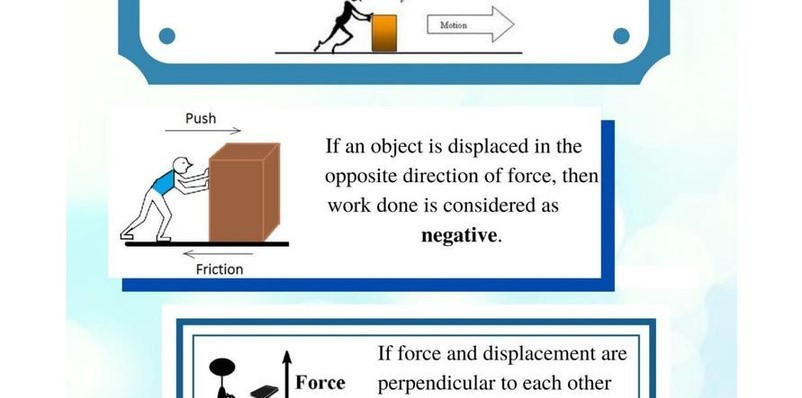 Motion
Push
If an object is displaced in the
opposite direction of force, then
work done is considered as
negative.
Friction
If force and displacement are
Force
perpendicular to each other